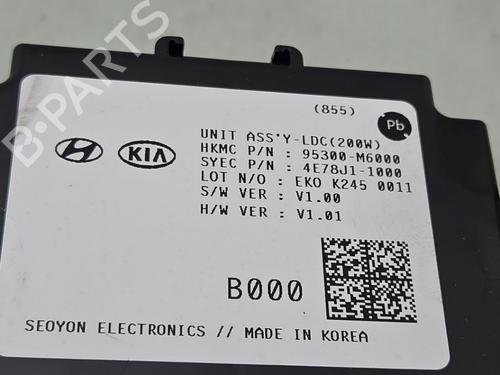 (855)
Pb
UNIT ASS'Y-LDC(200W)
HKMC P/N : 95300-M6000
SYEC P/N : 4E78J1-1000
LOT N/O : EKO K245 0011
S/W VER : V1.00
H/W VER : V1.01
KIA
B000
SEOYON ELECTRONICS // MADE IN KOREA
B-PARTS